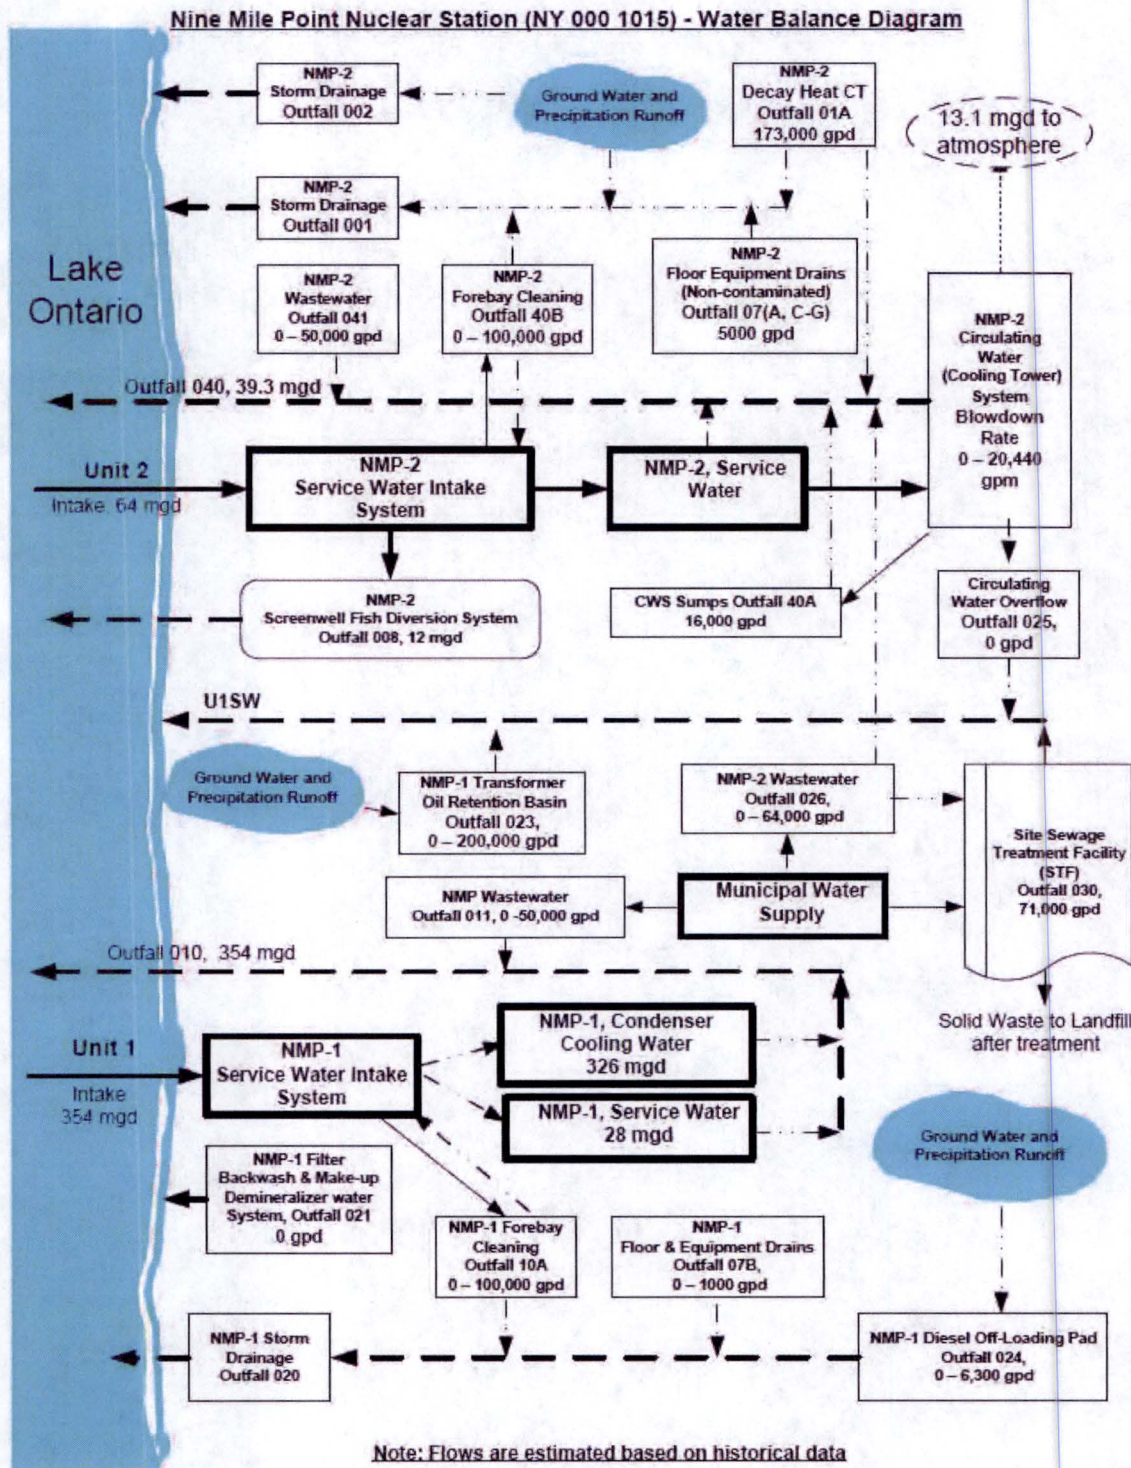 Nine Mile Point Nuclear Station (NY 000 1015) - Water Balance Diagram
NMP-2
Storm Drainage
Outfall 002
Ground Water and
Precipitation Runoff
NMP-2
Decay Heat CT
Outfall 01A
173,000 gpd
13.1 mgd to
atmosphere
NMP-2
Storm Drainage
Outfall 001
Lake
Ontario
NMP-2
Wastewater
Outfall 041
0 – 50,000 gpd
NMP-2
Forebay Cleaning
Outfall 40B
0 – 100,000 gpd
NMP-2
Floor Equipment Drains
(Non-contaminated)
Outfall 07(A, C-G)
5000 gpd
NMP-2
Circulating
Water
(Cooling Tower)
System
Blowdown
Rate
0 – 20,440
gpm
Outfall 040, 39.3 mgd
Unit 2
Intake, 64 mgd
NMP-2
Service Water Intake
System
NMP-2, Service
Water
NMP-2
Screenwell Fish Diversion System
Outfall 008, 12 mgd
CWS Sumps Outfall 40A
16,000 gpd
Circulating
Water Overflow
Outfall 025,
0 gpd
U1SW
Ground Water and
Precipitation Runoff
NMP-1 Transformer
Oil Retention Basin
Outfall 023,
0 – 200,000 gpd
NMP-2 Wastewater
Outfall 026,
0 – 64,000 gpd
Site Sewage
Treatment Facility
(STF)
Outfall 030,
71,000 gpd
NMP Wastewater
Outfall 011, 0 -50,000 gpd
Municipal Water
Supply
Outfall 010, 354 mgd
Unit 1
Intake
354 mgd
NMP-1
Service Water Intake
System
NMP-1, Condenser
Cooling Water
326 mgd
NMP-1, Service Water
28 mgd
Solid Waste to Landfill
after treatment
Ground Water and
Precipitation Runoff
NMP-1 Filter
Backwash & Make-up
Demineralizer water
System, Outfall 021
0 gpd
NMP-1 Forebay
Cleaning
Outfall 10A
0 – 100,000 gpd
NMP-1
Floor & Equipment Drains
Outfall 07B,
0 – 1000 gpd
NMP-1 Storm
Drainage
Outfall 020
NMP-1 Diesel Off-Loading Pad
Outfall 024,
0 – 6,300 gpd
Note: Flows are estimated based on historical data